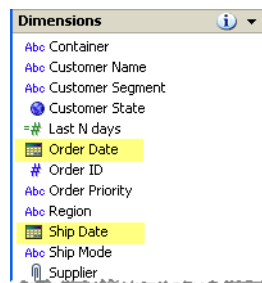 Dimensions
Abc Container
Abc Customer Name
Abc Customer Segment
Customer State
=# Last N days
Order Date
# Order ID
Abc Order Priority
Abc Region
Ship Date
Abc Ship Mode
Supplier